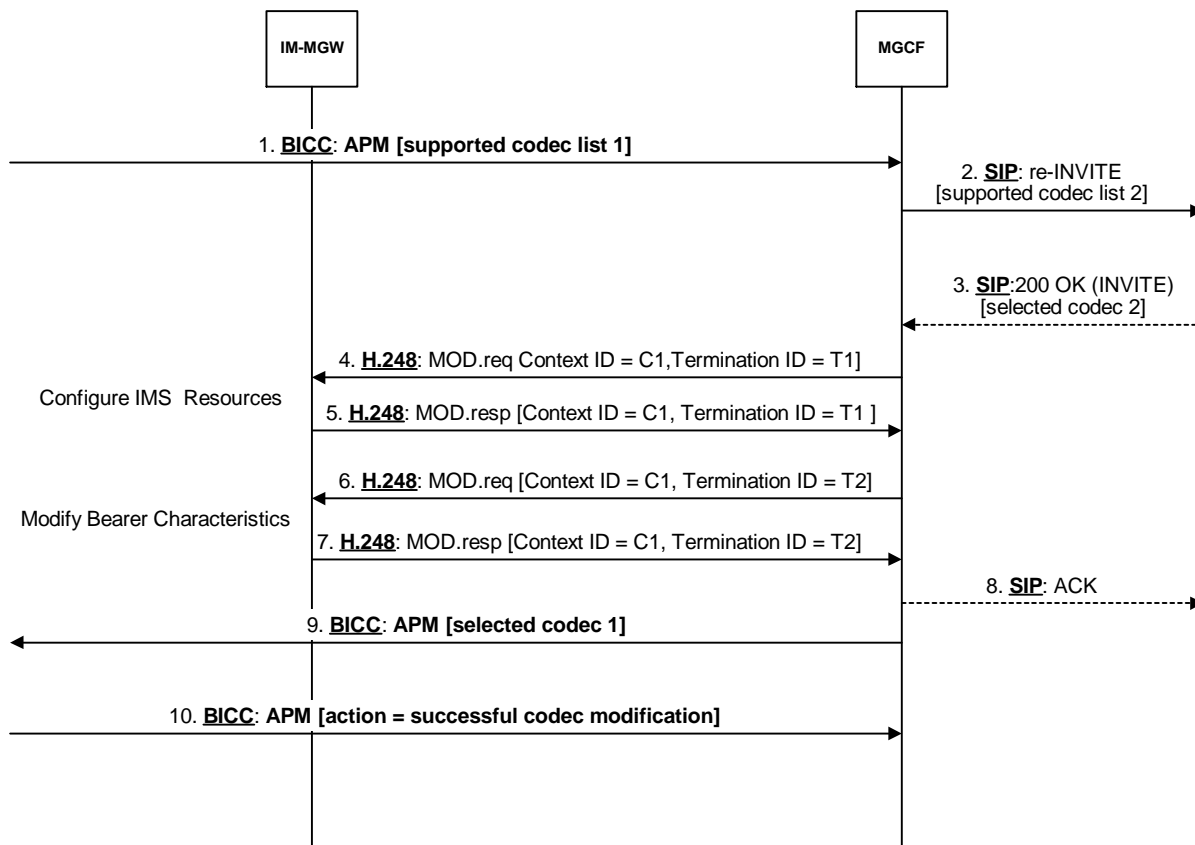 IM-MGW
MGCF
1. BICC: APM [supported codec list 1]
2. SIP: re-INVITE
[supported codec list 2]
3. SIP:200 OK (INVITE)
[selected codec 2]
4. H.248: MOD.req Context ID = C1,Termination ID = T1]
Configure IMS  Resources
5. H.248: MOD.resp [Context ID = C1, Termination ID = T1 ]
6. H.248: MOD.req [Context ID = C1, Termination ID = T2]
Modify Bearer Characteristics
7. H.248: MOD.resp [Context ID = C1, Termination ID = T2]
8. SIP: ACK
9. BICC: APM [selected codec 1]
10. BICC: APM [action = successful codec modification]